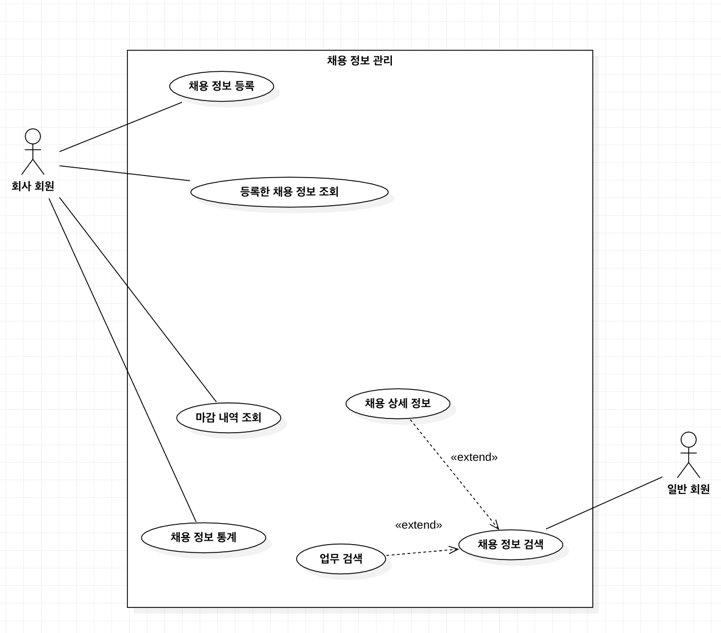 채용 정보 관리
채용 정보 등록
회사 회원
등록한 채용 정보 조회
채용 상세 정보
마감 내역 조회
«extend»
일반 회원
«extend»
채용 정보 통계
채용 정보 검색
업무 검색